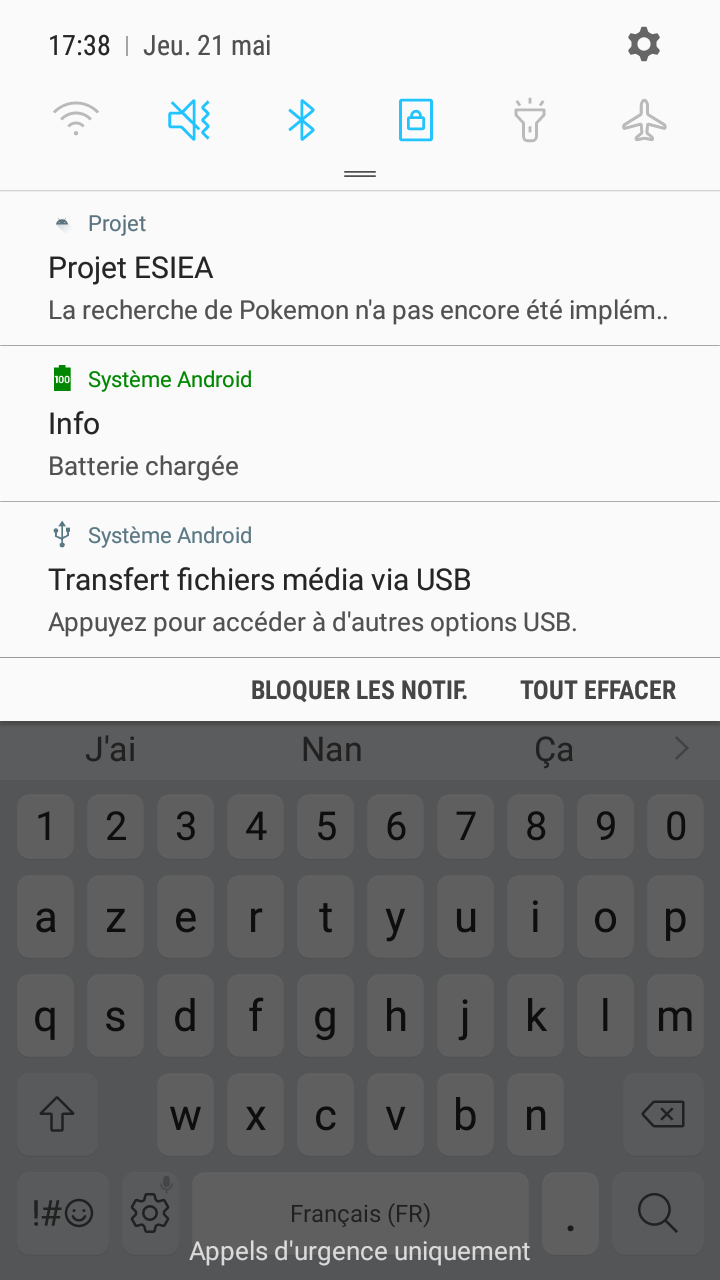 17:38 | Jeu. 21 mai
Projet
Projet ESIEA
La recherche de Pokemon n'a pas encore été implém..
100 Système Android
Info
Batterie chargée
Système Android
Transfert fichiers média via USB
Appuyez pour accéder à d'autres options USB.
BLOQUER LES NOTIF. TOUT EFFACER
J'ai Nan Ça
1 2 3 4 5 6 7 8 9 0
a z e r t y u i o p
q s d f g h j k l m
w x c v b n
!#☺ Français (FR) .
Appels d'urgence uniquement